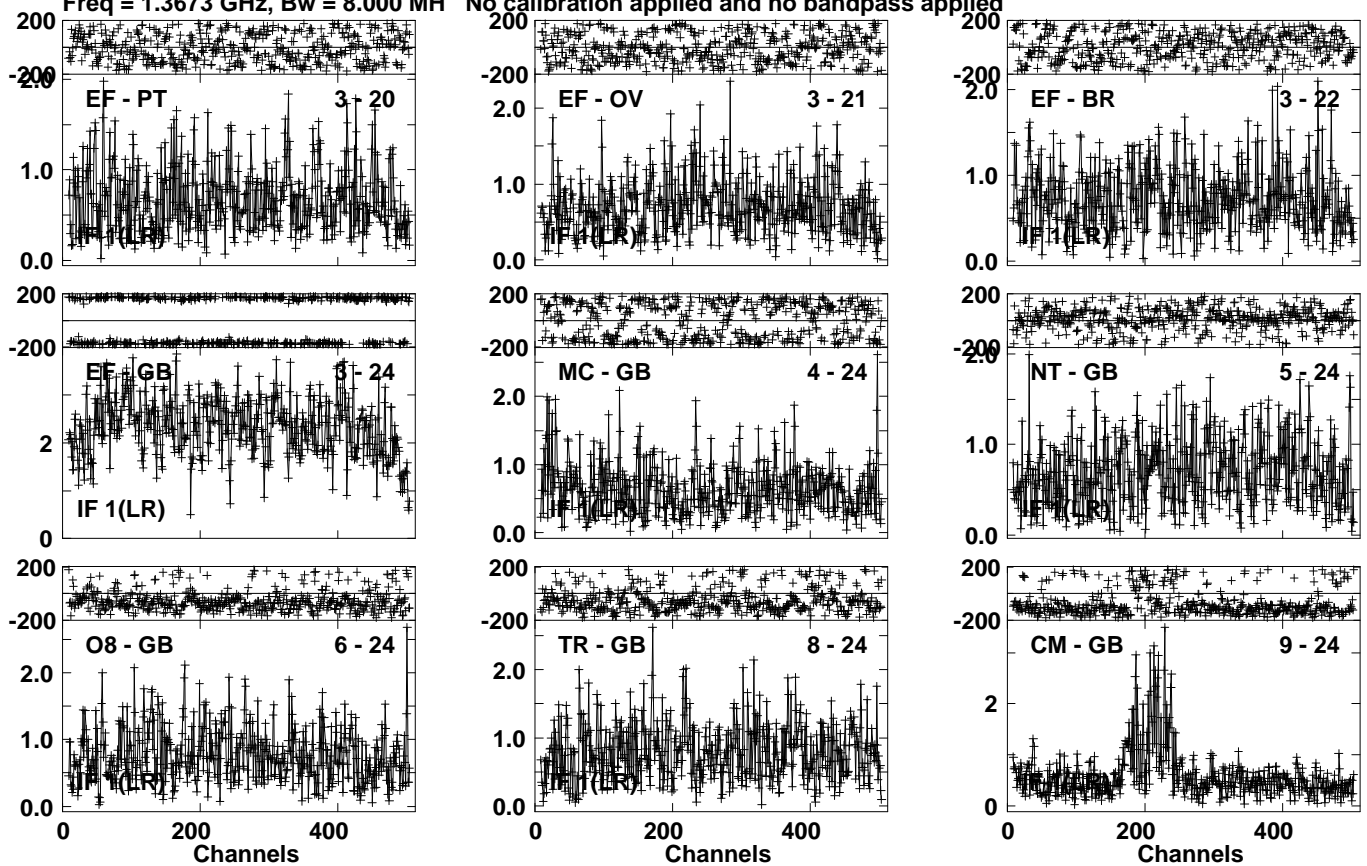 Freq = 1.3673 GHz, Bw = 8.000 MH No calibration applied and no bandpass applied
200
-200
2.0
EF - PT 3 - 20
1.0
IF 1(LR)
0.0
200
-200
2.0
EF - OV 3 - 21
1.0
IF 1(LR)
0.0
200
-200
2.0
EF - BR 3 - 22
1.0
IF 1(LR)
0.0
200
-200
EF - GB 3 - 24
2
IF 1(LR)
0
200
-200
MC - GB 4 - 24
2.0
1.0
IF 1(LR)
0.0
200
-200
2.0
NT - GB 5 - 24
1.0
IF 1(LR)
0.0
200
-200
O8 - GB 6 - 24
2.0
1.0
IF 1(LR)
0.0
0 200 400
Channels
200
-200
TR - GB 8 - 24
2.0
1.0
IF 1(LR)
0.0
0 200 400
Channels
200
-200
CM - GB 9 - 24
2
IF 1(LR)
0
0 200 400
Channels